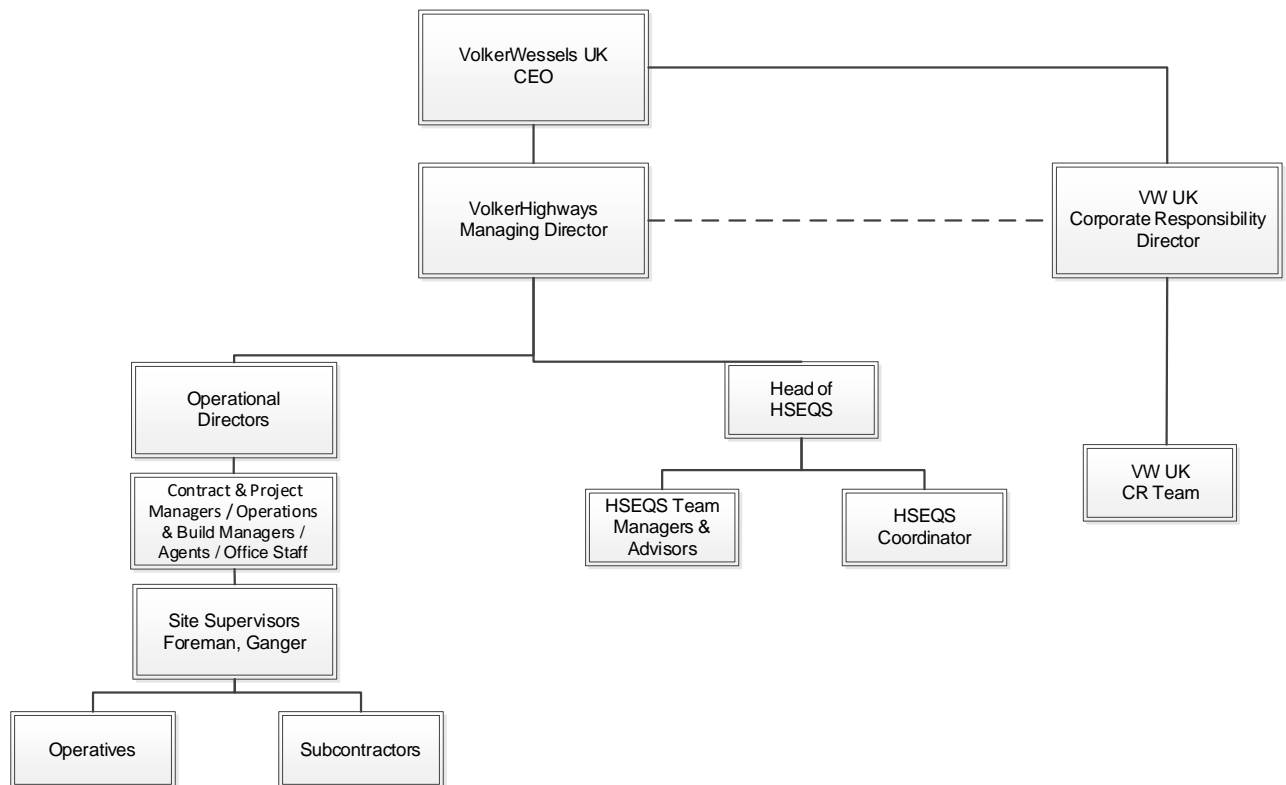 VolkerWessels UK
CEO
VolkerHighways
Managing Director
VW UK
Corporate Responsibility
Director
Operational
Directors
Head of
HSEQS
Contract & Project
Managers / Operations
& Build Managers /
Agents / Office Staff
HSEQS Team
Managers &
Advisors
HSEQS
Coordinator
VW UK
CR Team
Site Supervisors
Foreman, Ganger
Operatives
Subcontractors